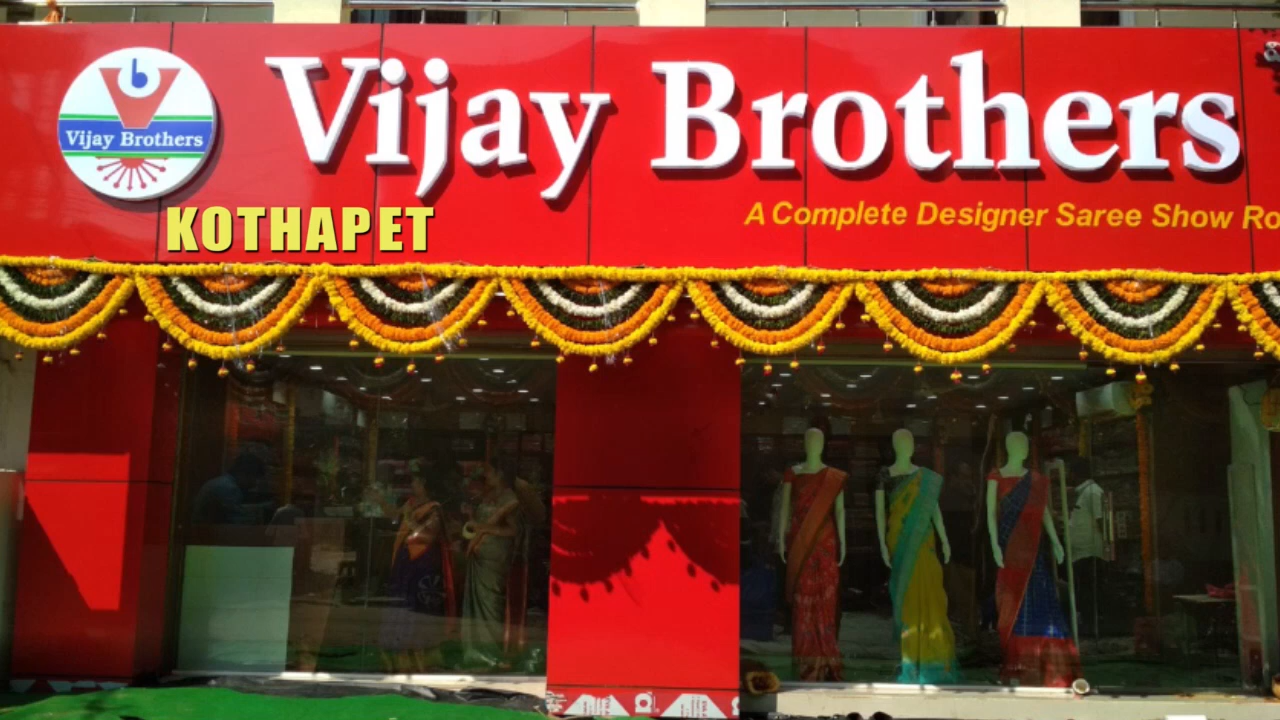 b
Vijay Brothers
Vijay Brothers
KOTHAPET
A Complete Designer Saree Show Ro